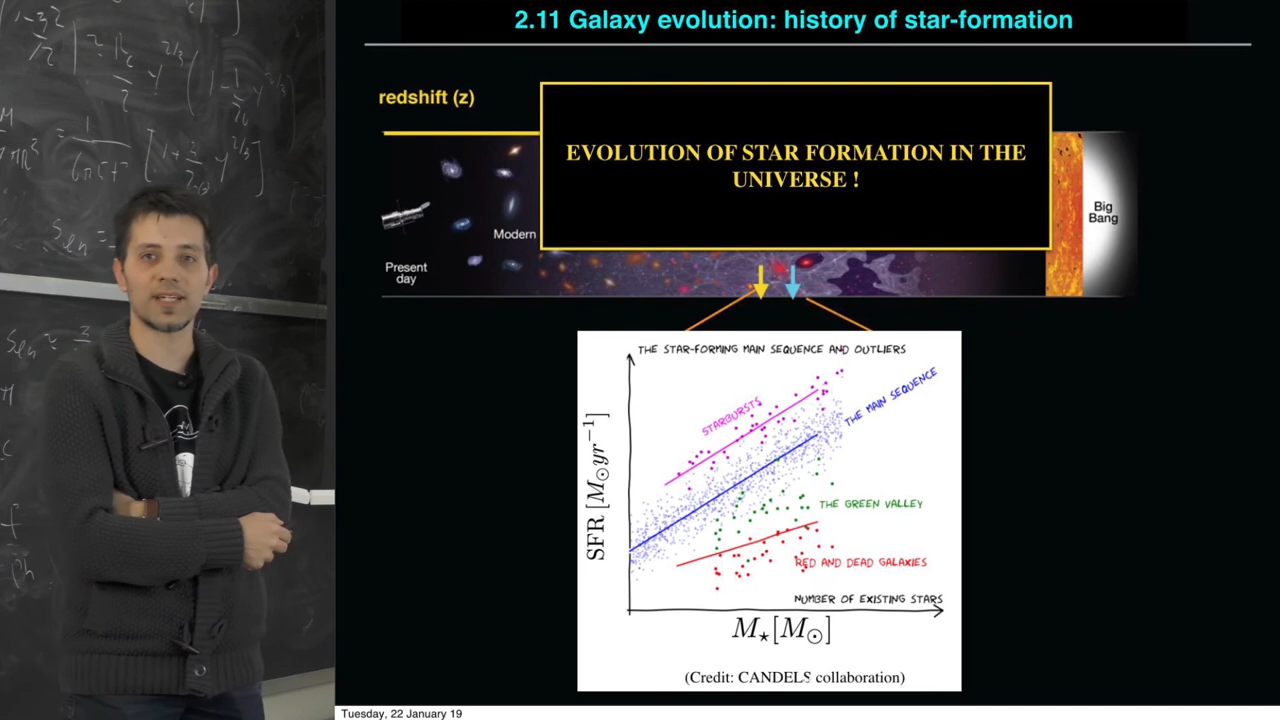 2.11 Galaxy evolution: history of star-formation
redshift (z)
EVOLUTION OF STAR FORMATION IN THE
UNIVERSE !
Modern
Present
day
Big
Bang
THE STAR-FORMING MAIN SEQUENCE AND OUTLIERS
STARBURSTS
THE MAIN SEQUENCE
THE GREEN VALLEY
RED AND DEAD GALAXIES
NUMBER OF EXISTING STARS
SFR [M⊙yr−1]
M⋆[M⊙]
(Credit: CANDELS collaboration)
Tuesday, 22 January 19